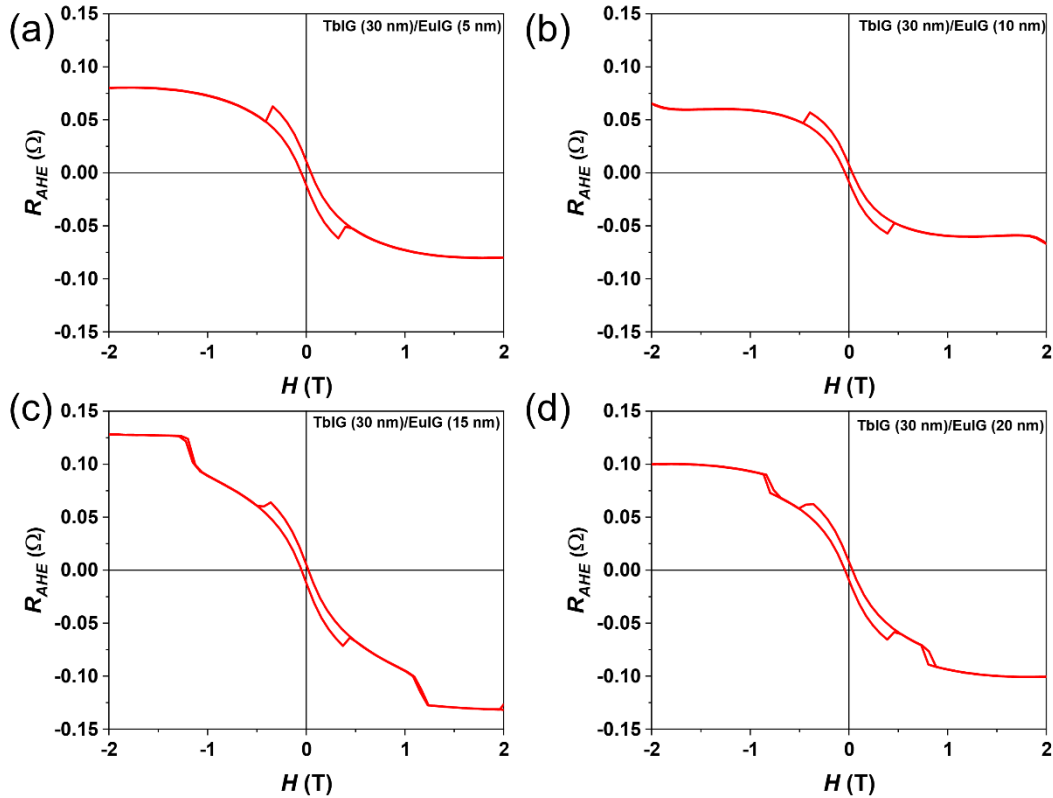 (a)
TbIG (30 nm)/EuIG (5 nm)
0.15
0.10
0.05
0.00
-0.05
-0.10
-0.15
R_AHE (Ω)
-2 -1 0 1 2
H (T)
(b)
TbIG (30 nm)/EuIG (10 nm)
0.15
0.10
0.05
0.00
-0.05
-0.10
-0.15
R_AHE (Ω)
-2 -1 0 1 2
H (T)
(c)
TbIG (30 nm)/EuIG (15 nm)
0.15
0.10
0.05
0.00
-0.05
-0.10
-0.15
R_AHE (Ω)
-2 -1 0 1 2
H (T)
(d)
TbIG (30 nm)/EuIG (20 nm)
0.15
0.10
0.05
0.00
-0.05
-0.10
-0.15
R_AHE (Ω)
-2 -1 0 1 2
H (T)